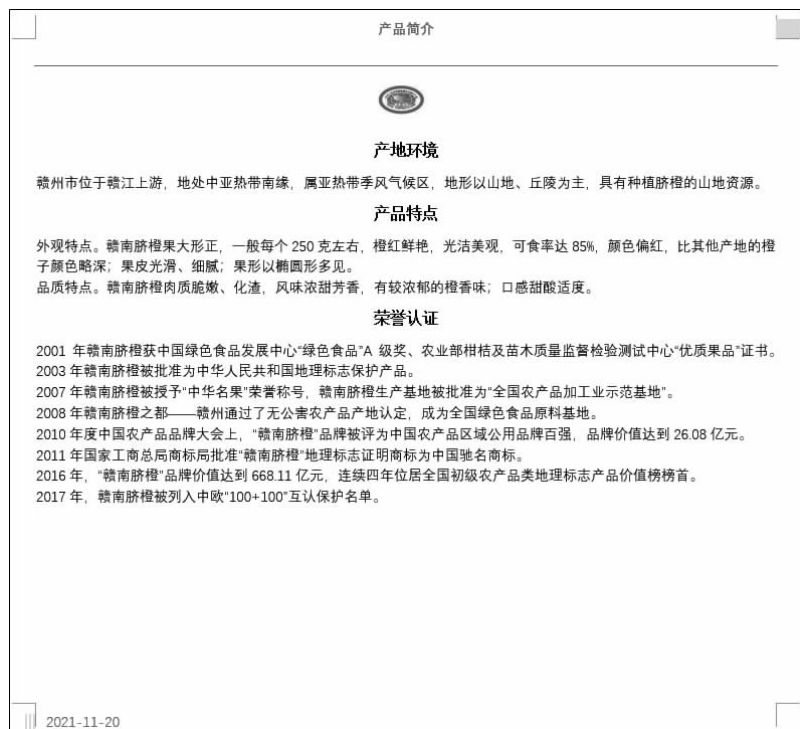 产品简介
产地环境
赣州市位于赣江上游，地处中亚热带南缘，属亚热带季风气候区，地形以山地、丘陵为主，具有种植脐橙的山地资源。
产品特点
外观特点。赣南脐橙果大形正，一般每个 250 克左右，橙红鲜艳，光洁美观，可食率达 85%，颜色偏红，比其他产地的橙
子颜色略深；果皮光滑、细腻；果形以椭圆形多见。
品质特点。赣南脐橙肉质脆嫩、化渣，风味浓甜芳香，有较浓郁的橙香味；口感甜酸适度。
荣誉认证
2001 年赣南脐橙获中国绿色食品发展中心“绿色食品”A 级奖、农业部柑桔及苗木质量监督检验测试中心“优质果品”证书。
2003 年赣南脐橙被批准为中华人民共和国地理标志保护产品。
2007 年赣南脐橙被授予“中华名果”荣誉称号，赣南脐橙生产基地被批准为“全国农产品加工业示范基地”。
2008 年赣南脐橙之都——赣州通过了无公害农产品产地认定，成为全国绿色食品原料基地。
2010 年度中国农产品品牌大会上，“赣南脐橙”品牌被评为中国农产品区域公用品牌百强，品牌价值达到 26.08 亿元。
2011 年国家工商总局商标局批准“赣南脐橙”地理标志证明商标为中国驰名商标。
2016 年，“赣南脐橙”品牌价值达到 668.11 亿元，连续四年位居全国初级农产品类地理标志产品价值榜榜首。
2017 年，赣南脐橙被列入中欧“100+100”互认保护名单。
2021-11-20